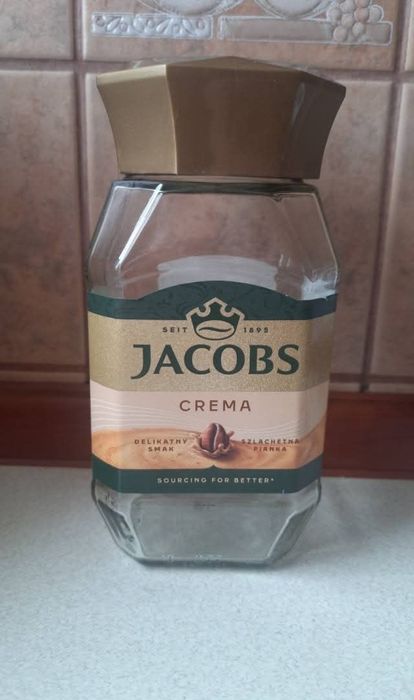 SEIT 1895
JACOBS
CREMA
DELIKATNY SMAK
SZLACHETNA PIANKA
SOURCING FOR BETTER*